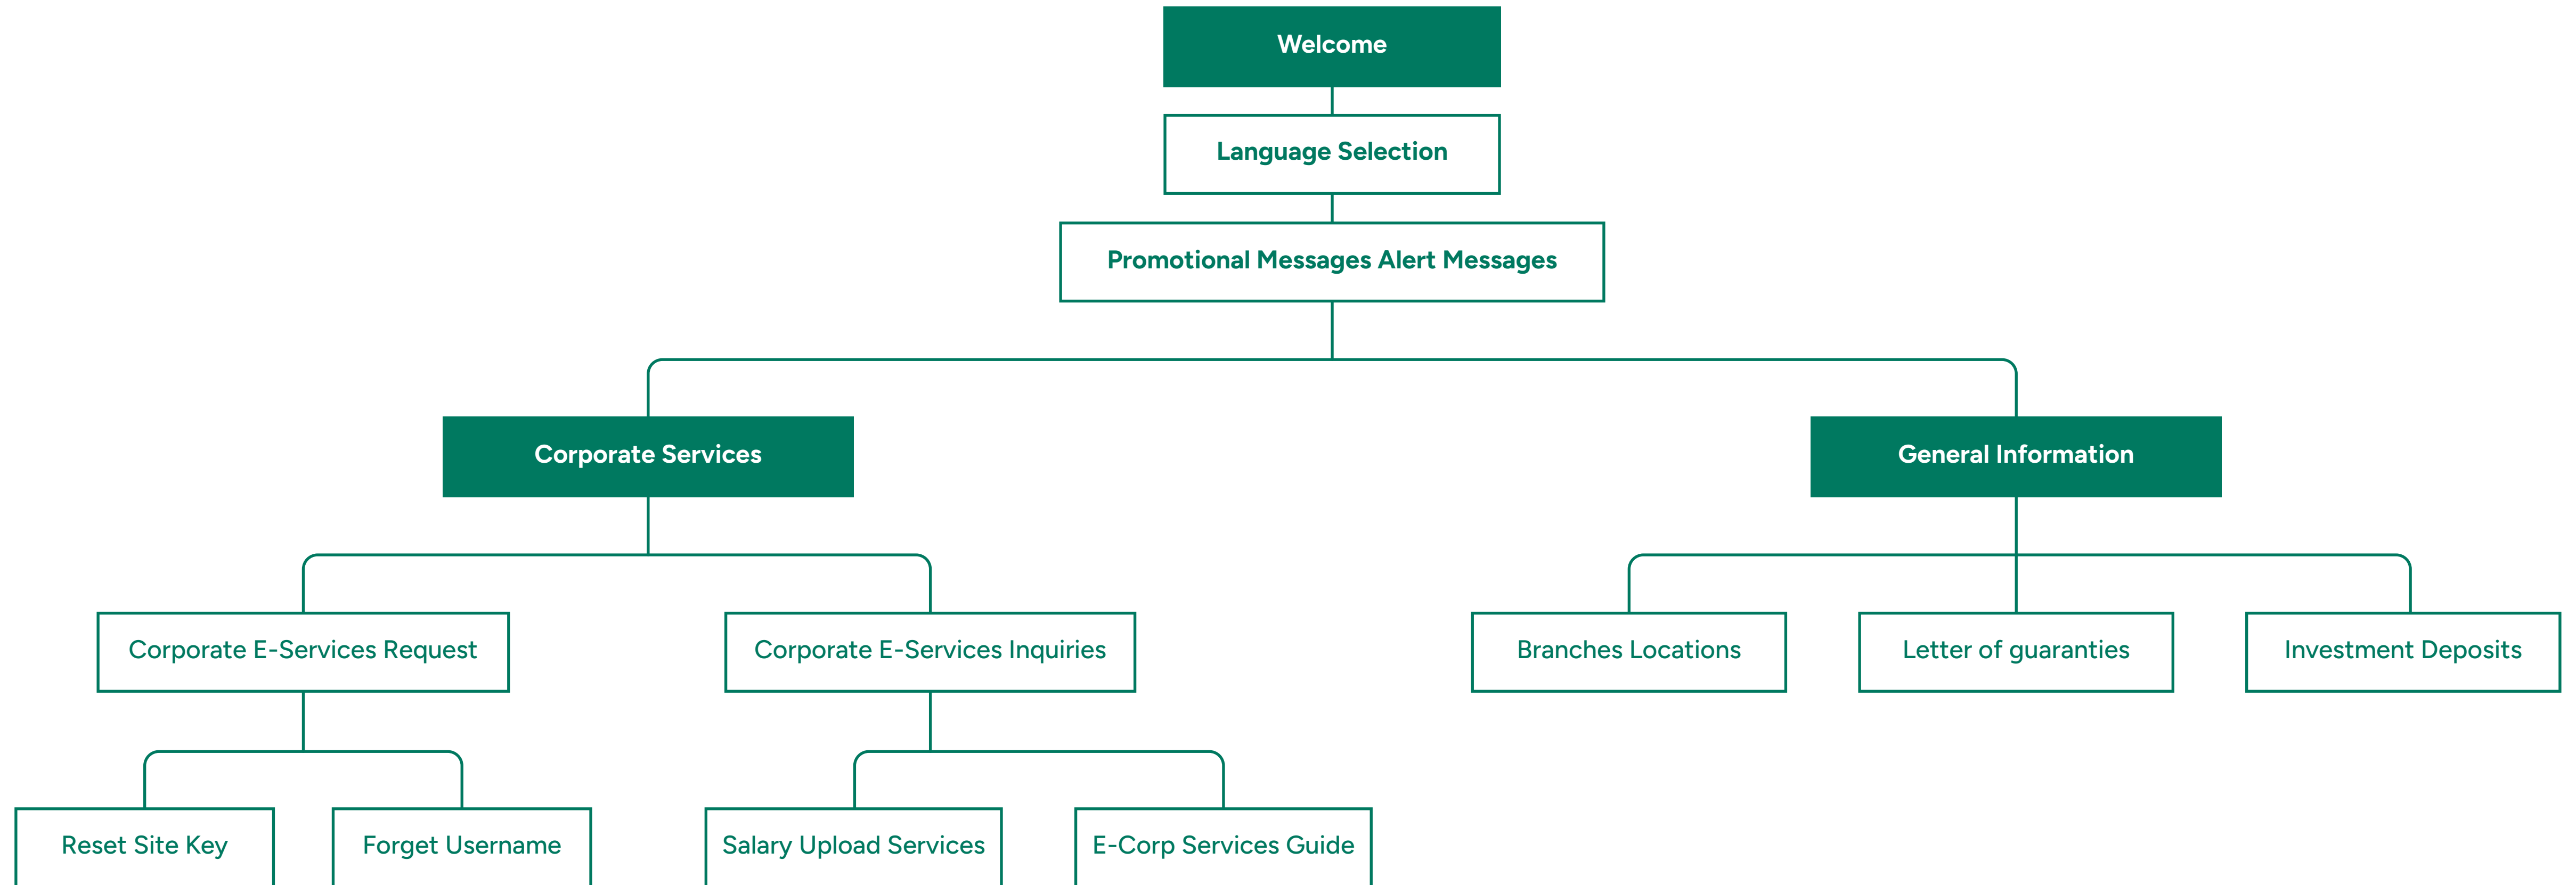 Welcome
Language Selection
Promotional Messages Alert Messages
Corporate Services
General Information
Corporate E-Services Request
Corporate E-Services Inquiries
Branches Locations
Letter of guaranties
Investment Deposits
Reset Site Key
Forget Username
Salary Upload Services
E-Corp Services Guide